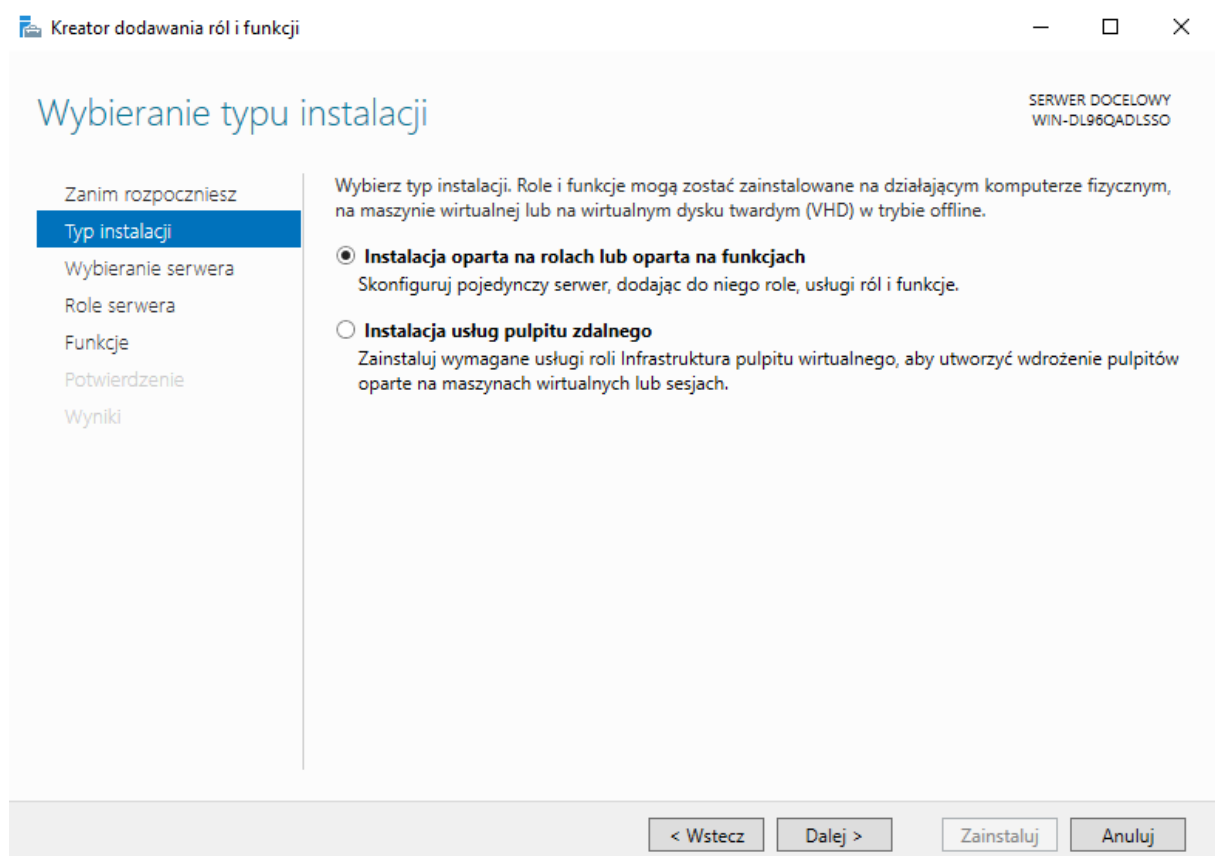 Kreator dodawania ról i funkcji
Wybieranie typu instalacji
SERWER DOCELOWY
WIN-DL96QADLSSO
Zanim rozpoczniesz
Typ instalacji
Wybieranie serwera
Role serwera
Funkcje
Potwierdzenie
Wyniki
Wybierz typ instalacji. Role i funkcje mogą zostać zainstalowane na działającym komputerze fizycznym,
na maszynie wirtualnej lub na wirtualnym dysku twardym (VHD) w trybie offline.
Instalacja oparta na rolach lub oparta na funkcjach
Skonfiguruj pojedynczy serwer, dodając do niego role, usługi ról i funkcje.
Instalacja usług pulpitu zdalnego
Zainstaluj wymagane usługi roli Infrastruktura pulpitu wirtualnego, aby utworzyć wdrożenie pulpitów
oparte na maszynach wirtualnych lub sesjach.
< Wstecz
Dalej >
Zainstaluj
Anuluj